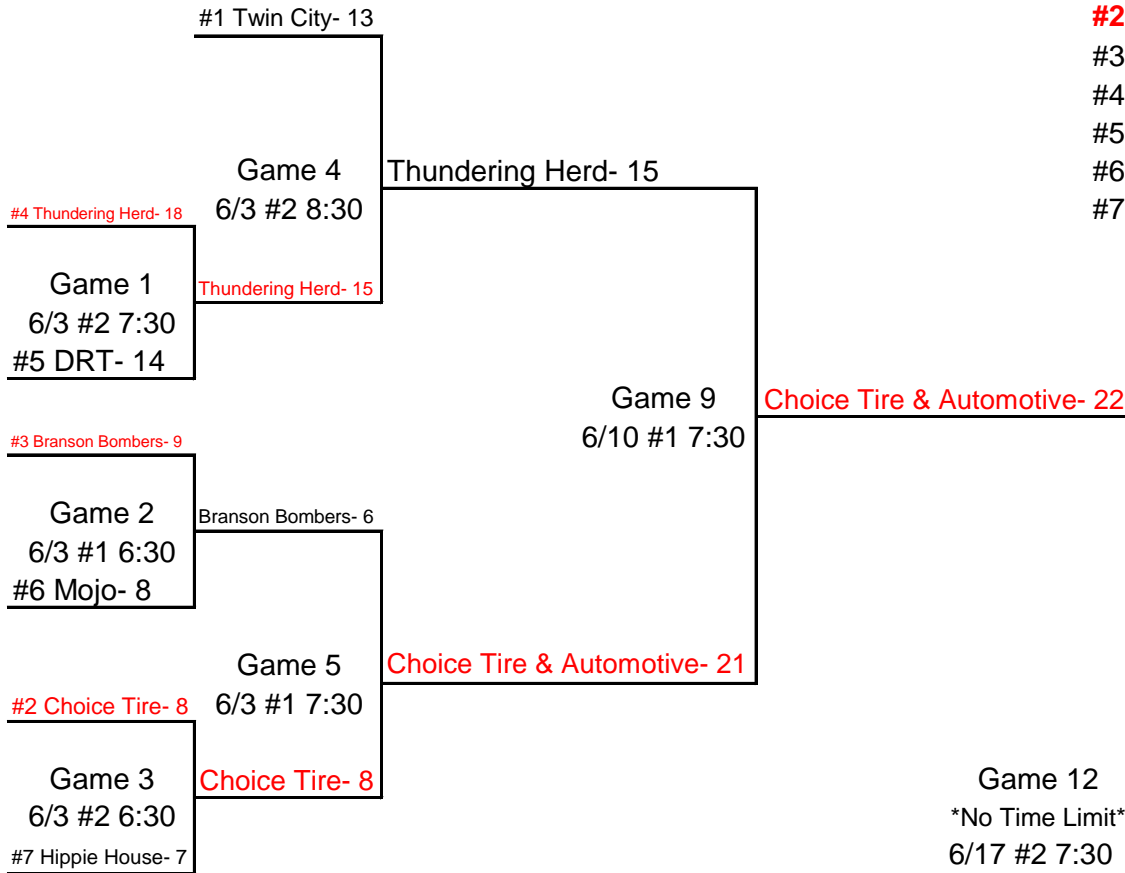 #1 Twin City- 13
#2
#3
#4
#5
#6
#7
Game 4
6/3 #2 8:30
Thundering Herd- 15
#4 Thundering Herd- 18
Game 1
6/3 #2 7:30
#5 DRT- 14
Thundering Herd- 15
Game 9
6/10 #1 7:30
Choice Tire & Automotive- 22
#3 Branson Bombers- 9
Game 2
6/3 #1 6:30
#6 Mojo- 8
Branson Bombers- 6
Game 5
6/3 #1 7:30
Choice Tire & Automotive- 21
#2 Choice Tire- 8
Game 3
6/3 #2 6:30
#7 Hippie House- 7
Choice Tire- 8
Game 12
*No Time Limit*
6/17 #2 7:30